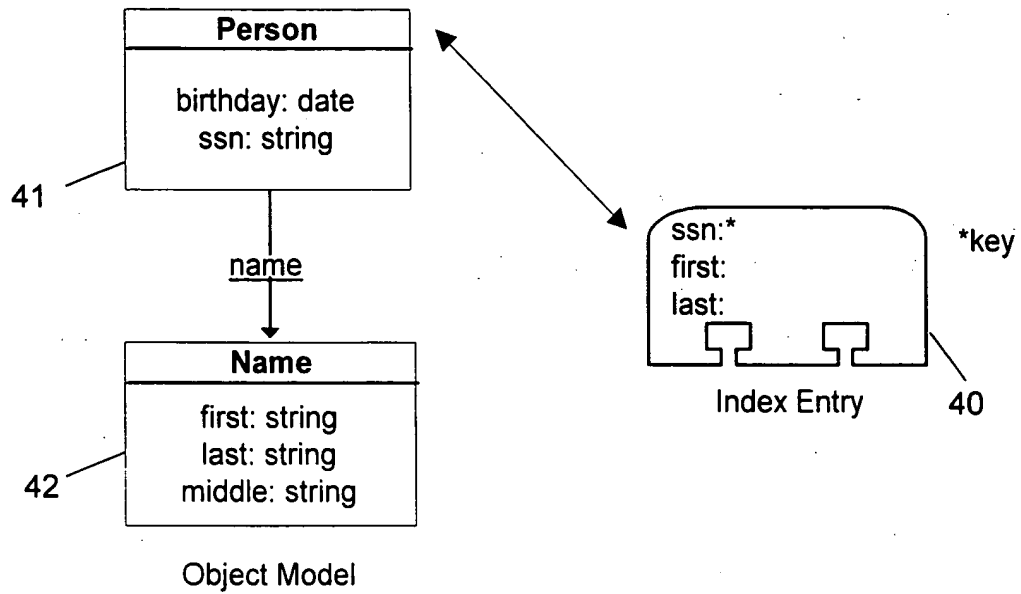 Person
birthday: date
ssn: string
41
name
Name
first: string
last: string
middle: string
42
Object Model
ssn:*
first:
last:
*key
Index Entry
40